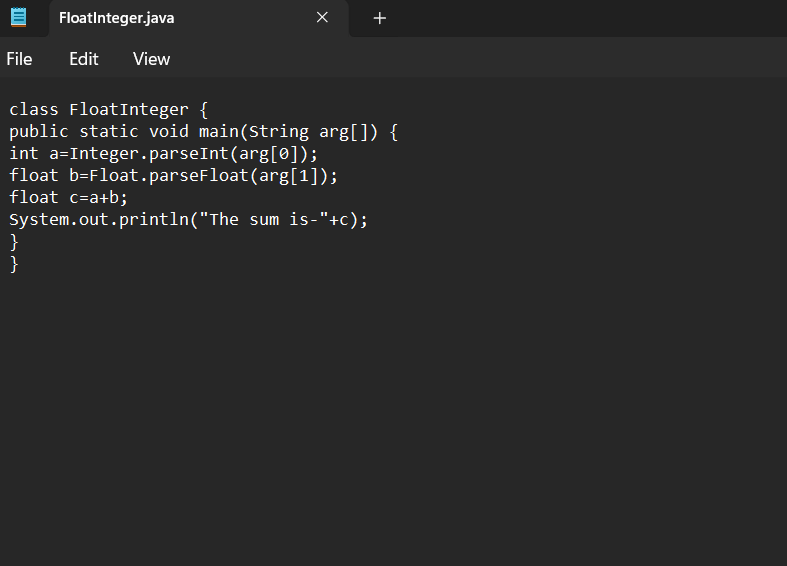 FloatInteger.java
File Edit View
class FloatInteger {
public static void main(String arg[]) {
int a=Integer.parseInt(arg[0]);
float b=Float.parseFloat(arg[1]);
float c=a+b;
System.out.println("The sum is-"+c);
}
}